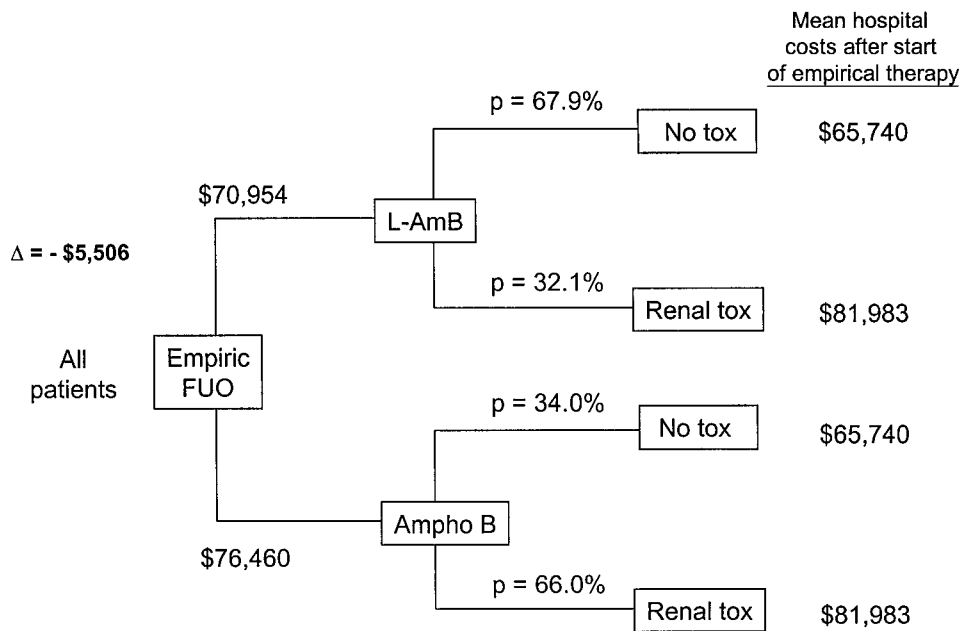 Mean hospital
costs after start
of empirical therapy
p = 67.9%
No tox
$65,740
$70,954
L-AmB
Δ = - $5,506
p = 32.1%
Renal tox
$81,983
All
patients
Empiric
FUO
p = 34.0%
No tox
$65,740
Ampho B
$76,460
p = 66.0%
Renal tox
$81,983